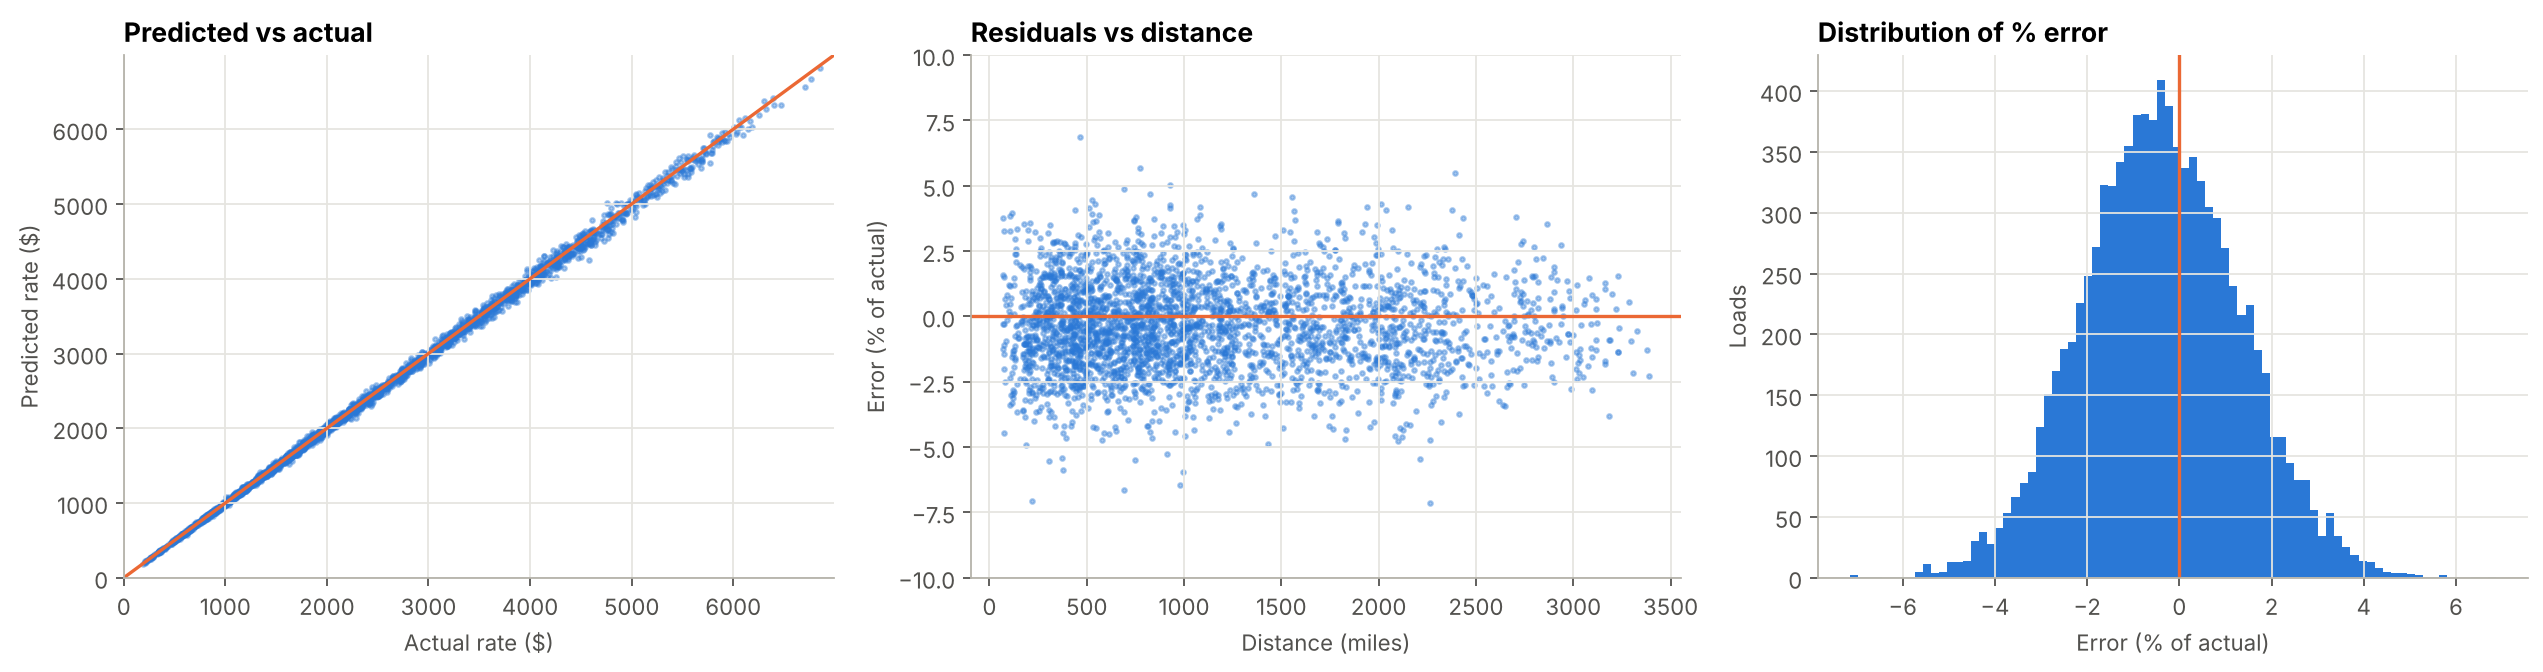 Predicted vs actual
Predicted rate ($)
6000
5000
4000
3000
2000
1000
0
0 1000 2000 3000 4000 5000 6000
Actual rate ($)
Residuals vs distance
Error (% of actual)
10.0
7.5
5.0
2.5
0.0
−2.5
−5.0
−7.5
−10.0
0 500 1000 1500 2000 2500 3000 3500
Distance (miles)
Distribution of % error
Loads
400
350
300
250
200
150
100
50
0
−6 −4 −2 0 2 4 6
Error (% of actual)